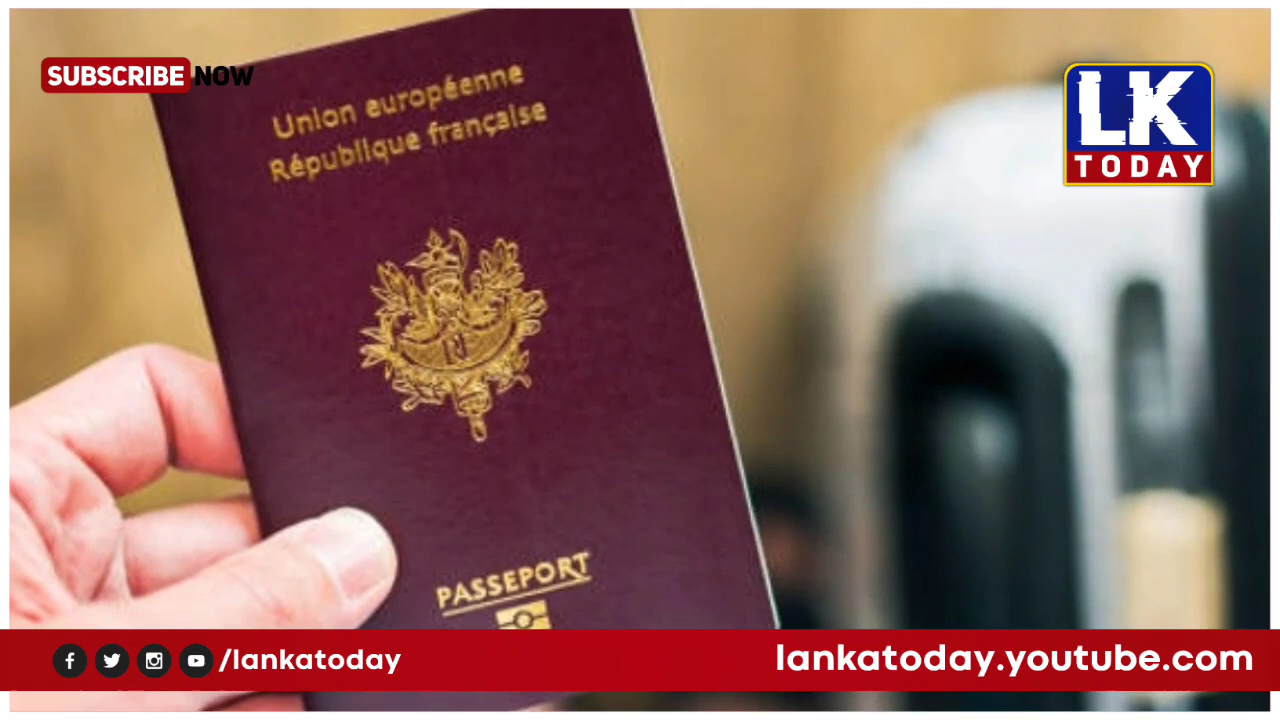 SUBSCRIBE NOW
LK
TODAY
Union européenne
République française
PASSEPORT
/lankatoday
lankatoday.youtube.com